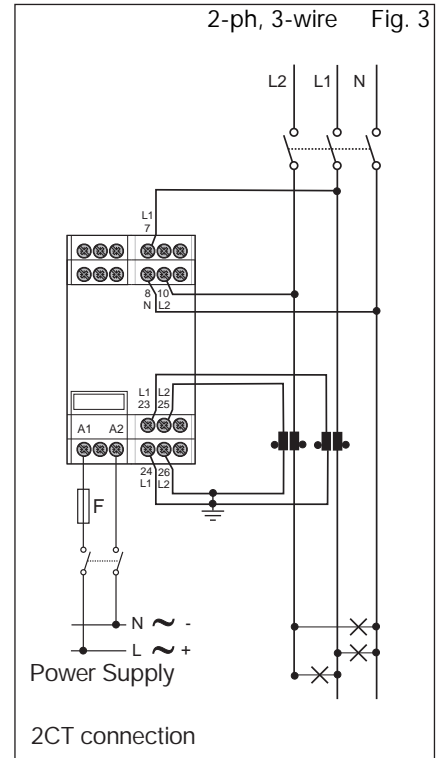 2-ph, 3-wire Fig. 3
L2 L1 N
L1
7
8 10
N L2
L1 L2
23 25
A1 A2
24 26
L1 L2
F
N ~ -
L ~ +
Power Supply
2CT connection